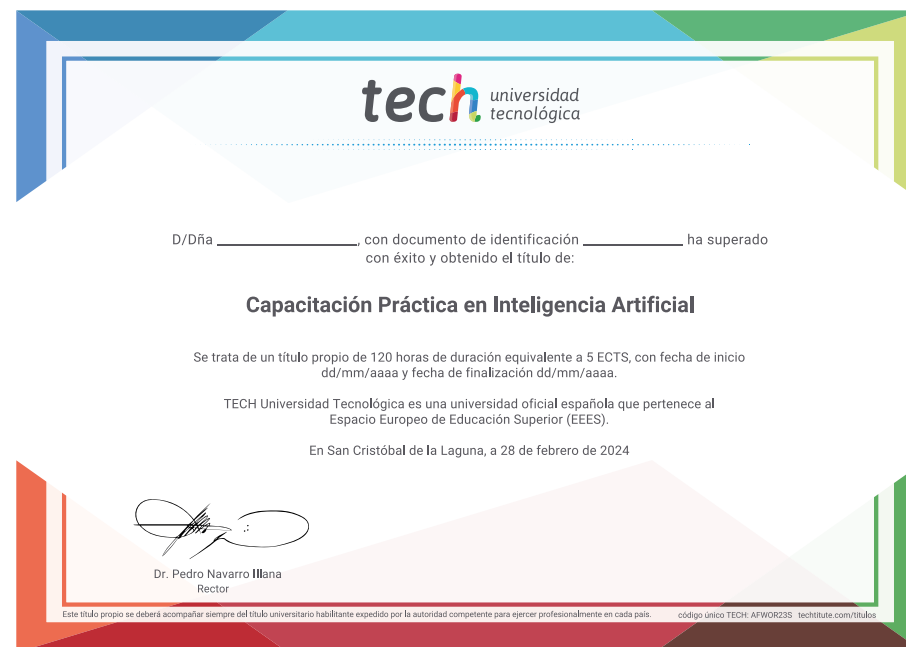 tech universidad
tecnológica
D/Dña ____________, con documento de identificación ____________ ha superado
con éxito y obtenido el título de:
Capacitación Práctica en Inteligencia Artificial
Se trata de un título propio de 120 horas de duración equivalente a 5 ECTS, con fecha de inicio
dd/mm/aaaa y fecha de finalización dd/mm/aaaa.
TECH Universidad Tecnológica es una universidad oficial española que pertenece al
Espacio Europeo de Educación Superior (EEES).
En San Cristóbal de la Laguna, a 28 de febrero de 2024
Dr. Pedro Navarro Illana
Rector
Este título propio se deberá acompañar siempre del título universitario habilitante expedido por la autoridad competente para ejercer profesionalmente en cada país. código único TECH: AFWOR23S techtitute.com/titulos